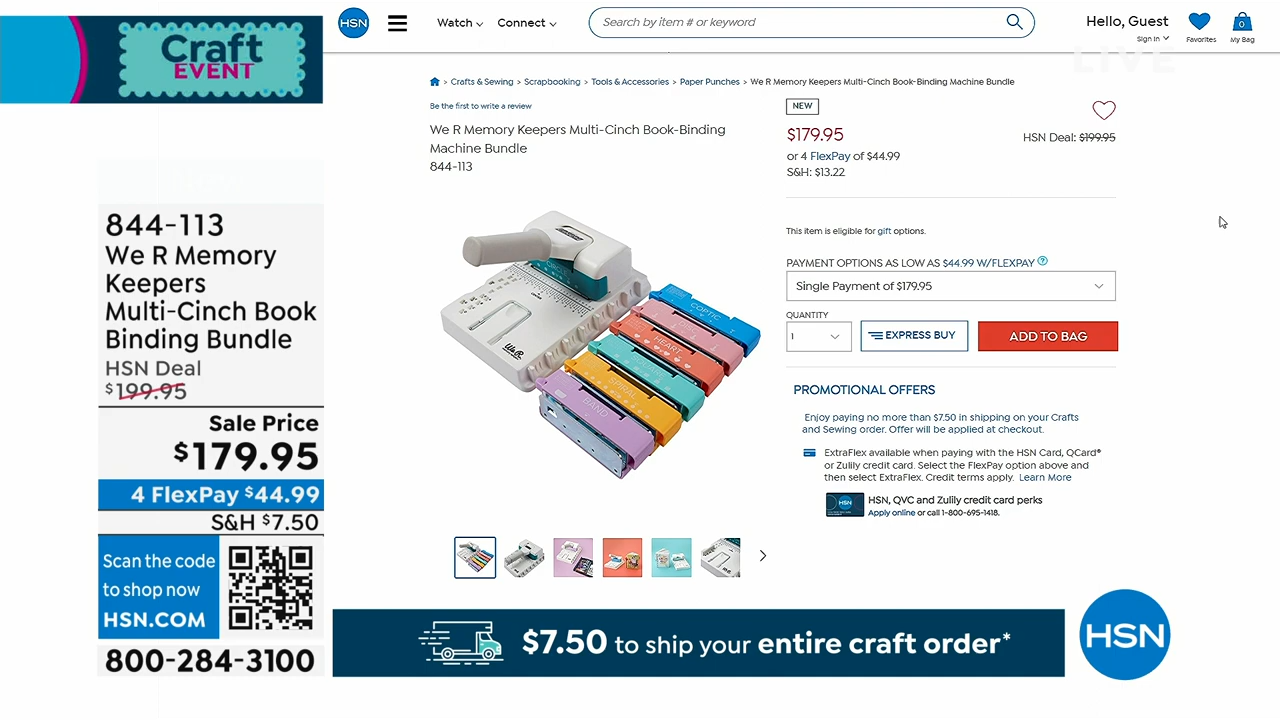 Craft
EVENT
HSN
Watch
Connect
Search by item # or keyword
Hello, Guest
Sign In
Favorites
0
My Bag
LIVE
> Crafts & Sewing > Scrapbooking > Tools & Accessories > Paper Punches > We R Memory Keepers Multi-Cinch Book-Binding Machine Bundle
Be the first to write a review
We R Memory Keepers Multi-Cinch Book-Binding
Machine Bundle
844-113
NEW
$179.95
HSN Deal: $199.95
or 4 FlexPay of $44.99
S&H: $13.22
This item is eligible for gift options.
PAYMENT OPTIONS AS LOW AS $44.99 W/FLEXPAY ?
Single Payment of $179.95
QUANTITY
1
EXPRESS BUY
ADD TO BAG
PROMOTIONAL OFFERS
Enjoy paying no more than $7.50 in shipping on your Crafts
and Sewing order. Offer will be applied at checkout.
ExtraFlex available when paying with the HSN Card, QCard®
or Zulily credit card. Select the FlexPay option above and
then select ExtraFlex. Credit terms apply. Learn More
HSN
HSN, QVC and Zulily credit card perks
Apply online or call 1-800-695-1418.
CIRCLE
We R
COPTIC
HEART
SPIRAL
BAND
844-113
We R Memory
Keepers
Multi-Cinch Book
Binding Bundle
HSN Deal
$199.95
Sale Price
$179.95
4 FlexPay $44.99
S&H $7.50
Scan the code
to shop now
HSN.COM
800-284-3100
$7.50 to ship your entire craft order*
HSN